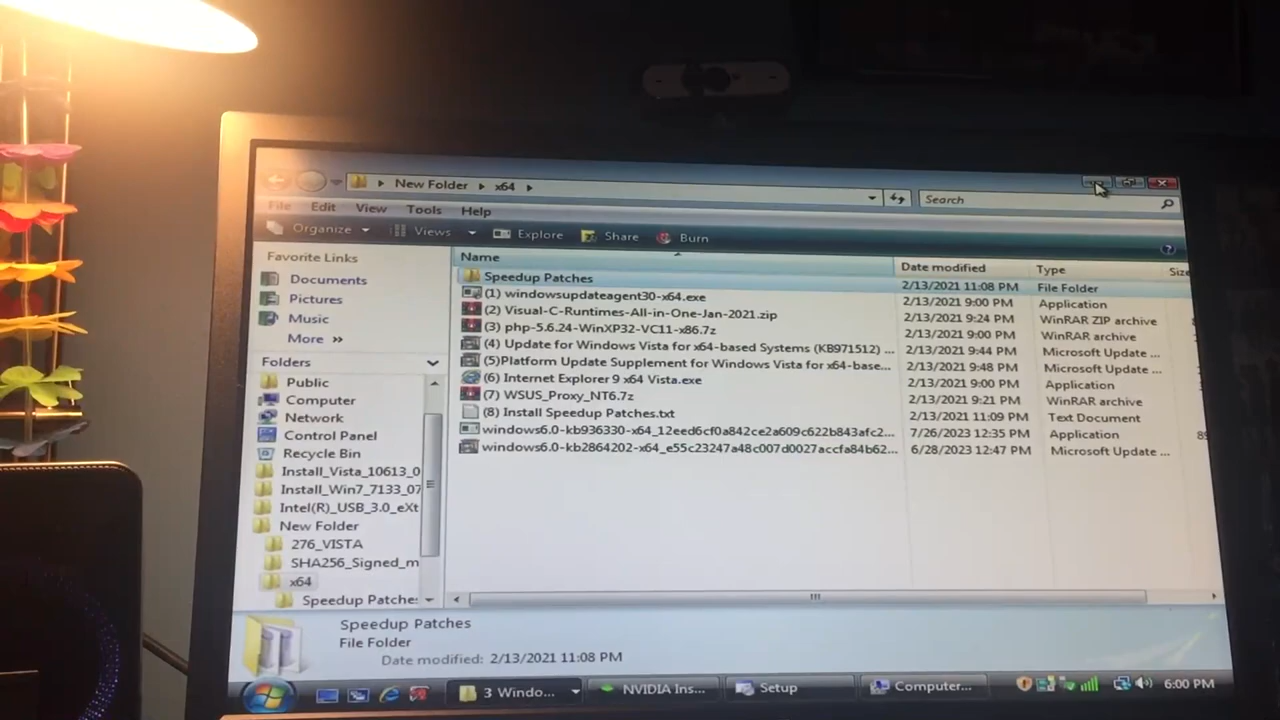 New Folder x64
Search
File Edit View Tools Help
Organize Views Explore Share Burn
Favorite Links
Documents
Pictures
Music
More »
Folders
Public
Computer
Network
Control Panel
Recycle Bin
Install_Vista_10613_0
Install_Win7_7133_07
Intel(R)_USB_3.0_eXt
New Folder
276_VISTA
SHA256_Signed_m
x64
Speedup Patche
Name Date modified Type Size
Speedup Patches 2/13/2021 11:08 PM File Folder
(1) windowsupdateagent30-x64.exe 2/13/2021 9:00 PM Application
(2) Visual-C-Runtimes-All-in-One-Jan-2021.zip 2/13/2021 9:24 PM WinRAR ZIP archive
(3) php-5.6.24-WinXP32-VC11-x86.7z 2/13/2021 9:00 PM WinRAR archive
(4) Update for Windows Vista for x64-based Systems (KB971512) ... 2/13/2021 9:44 PM Microsoft Update ...
(5)Platform Update Supplement for Windows Vista for x64-base... 2/13/2021 9:48 PM Microsoft Update ...
(6) Internet Explorer 9 x64 Vista.exe 2/13/2021 9:00 PM Application
(7) WSUS_Proxy_NT6.7z 2/13/2021 9:21 PM WinRAR archive
(8) Install Speedup Patches.txt 2/13/2021 11:09 PM Text Document
windows6.0-kb936330-x64_12eed6cf0a842ce2a609c622b843afc2... 7/26/2023 12:35 PM Application
windows6.0-kb2864202-x64_e55c23247a48c007d0027accfa84b62... 6/28/2023 12:47 PM Microsoft Update ...
Speedup Patches
File Folder
Date modified: 2/13/2021 11:08 PM
3 Windo... NVIDIA Ins... Setup Computer... 6:00 PM